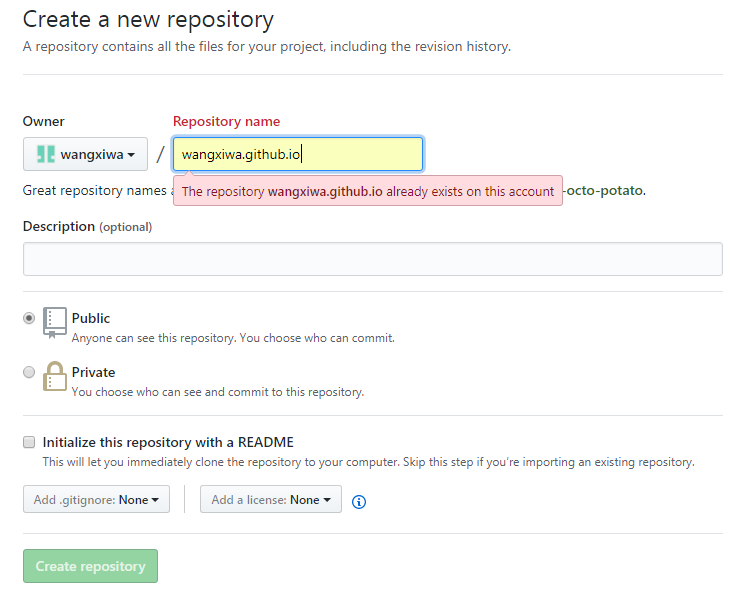 Create a new repository
A repository contains all the files for your project, including the revision history.
Owner
Repository name
wangxiwa
/
wangxiwa.github.io
Great repository names
The repository wangxiwa.github.io already exists on this account
-octo-potato.
Description (optional)
Public
Anyone can see this repository. You choose who can commit.
Private
You choose who can see and commit to this repository.
Initialize this repository with a README
This will let you immediately clone the repository to your computer. Skip this step if you’re importing an existing repository.
Add .gitignore: None
Add a license: None
Create repository